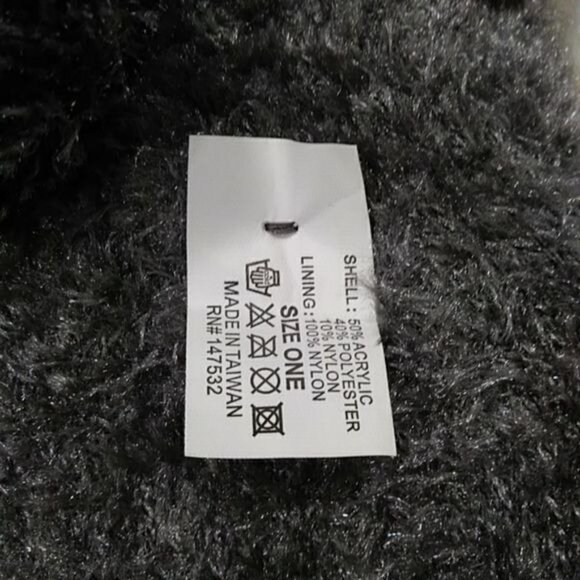 SHELL: 50% ACRYLIC
40% POLYESTER
10% NYLON
LINING: 100% NYLON
SIZE ONE
MADE IN TAIWAN
RN# 147532